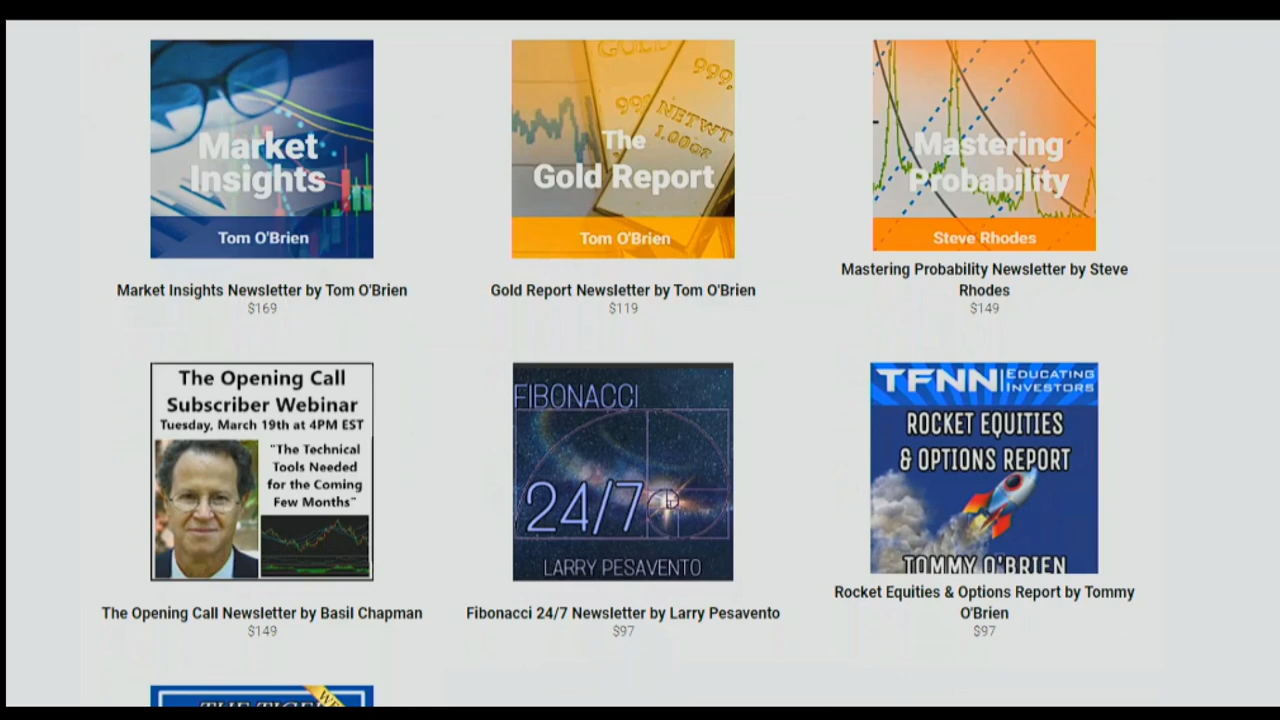 GOLD
999,
999
NETWT
1.00oz
Market
Insights
Tom O'Brien
The
Gold Report
Tom O'Brien
Mastering
Probability
Steve Rhodes
Market Insights Newsletter by Tom O'Brien
$169
Gold Report Newsletter by Tom O'Brien
$119
Mastering Probability Newsletter by Steve
Rhodes
$149
The Opening Call
Subscriber Webinar
Tuesday, March 19th at 4PM EST
"The Technical
Tools Needed
for the Coming
Few Months"
FIBONACCI
24/7
LARRY PESAVENTO
TFNN
EDUCATING
INVESTORS
ROCKET EQUITIES
& OPTIONS REPORT
TOMMY O'BRIEN
The Opening Call Newsletter by Basil Chapman
$149
Fibonacci 24/7 Newsletter by Larry Pesavento
$97
Rocket Equities & Options Report by Tommy
O'Brien
$97
THE TIGER